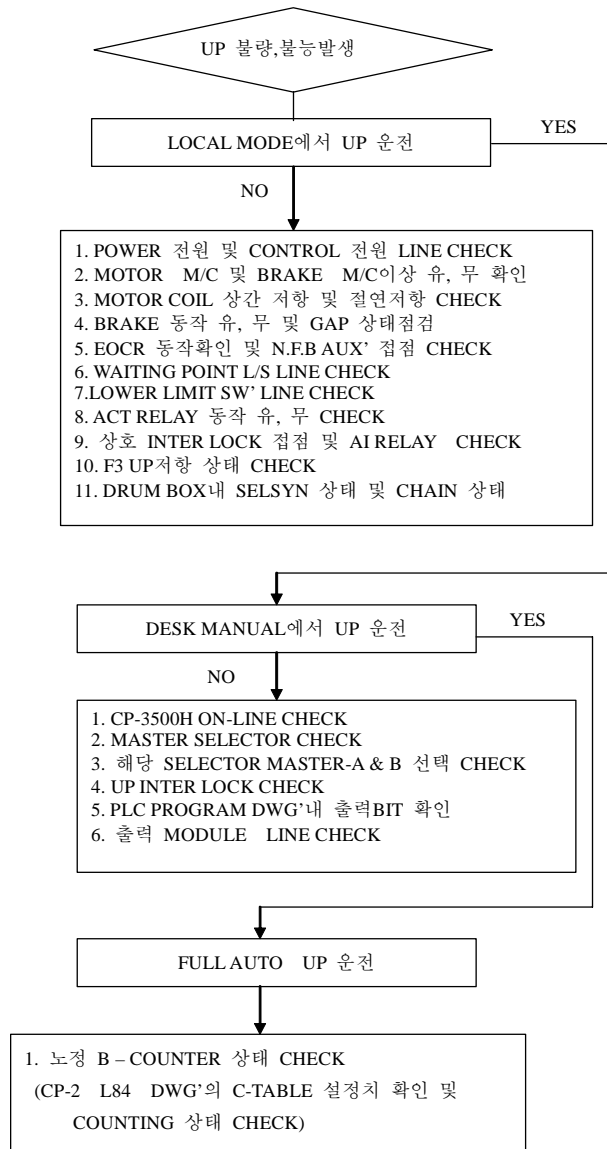 UP 불량,불능발생
LOCAL MODE에서 UP 운전
YES
NO
1. POWER 전원 및 CONTROL 전원 LINE CHECK
2. MOTOR M/C 및 BRAKE M/C이상 유, 무 확인
3. MOTOR COIL 상간 저항 및 절연저항 CHECK
4. BRAKE 동작 유, 무 및 GAP 상태점검
5. EOCR 동작확인 및 N.F.B AUX’ 접점 CHECK
6. WAITING POINT L/S LINE CHECK
7.LOWER LIMIT SW’ LINE CHECK
8. ACT RELAY 동작 유, 무 CHECK
9. 상호 INTER LOCK 접점 및 AI RELAY CHECK
10. F3 UP저항 상태 CHECK
11. DRUM BOX내 SELSYN 상태 및 CHAIN 상태
DESK MANUAL에서 UP 운전
YES
NO
1. CP-3500H ON-LINE CHECK
2. MASTER SELECTOR CHECK
3. 해당 SELECTOR MASTER-A & B 선택 CHECK
4. UP INTER LOCK CHECK
5. PLC PROGRAM DWG’내 출력BIT 확인
6. 출력 MODULE LINE CHECK
FULL AUTO UP 운전
1. 노정 B – COUNTER 상태 CHECK
(CP-2 L84 DWG’의 C-TABLE 설정치 확인 및
COUNTING 상태 CHECK)